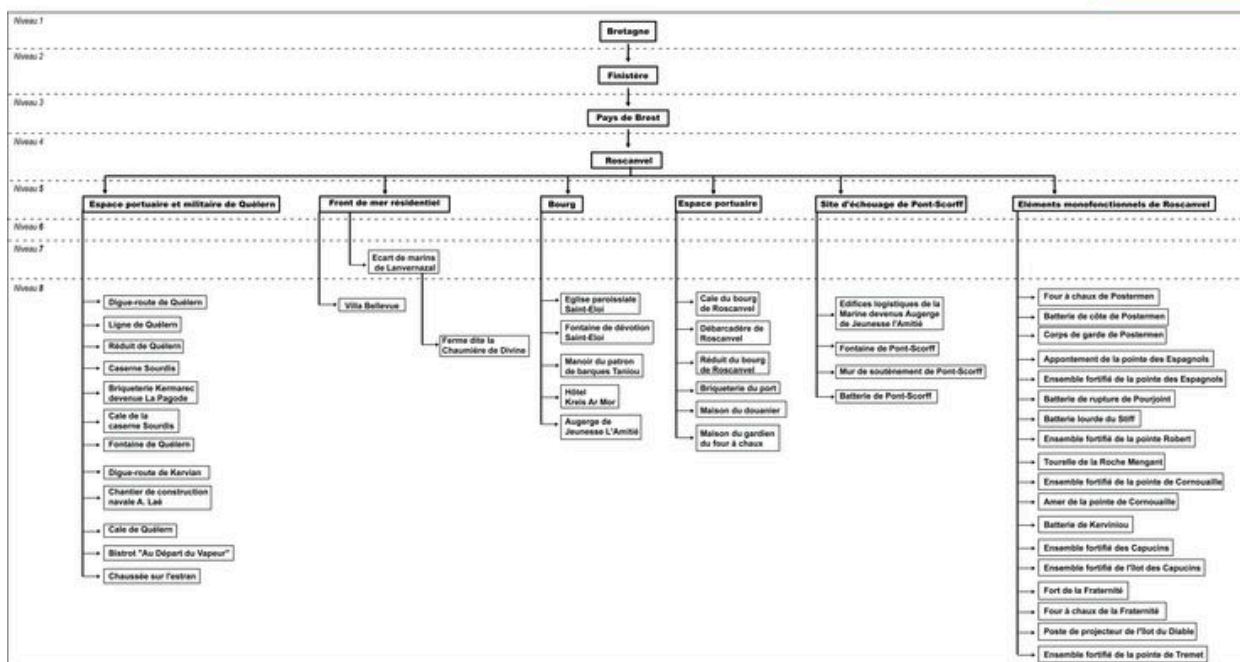 Niveau 1
Bretagne
Niveau 2
Finistère
Niveau 3
Pays de Brest
Niveau 4
Roscanvel
Niveau 5
Espace portuaire et militaire de Quélern
Front de mer résidentiel
Bourg
Espace portuaire
Site d'échouage de Pont-Scorff
Eléments monofonctionnels de Roscanvel
Niveau 6
Niveau 7
Ecart de marins
de Lanvernazal
Niveau 8
Digue-route de Quélern
Ligne de Quélern
Réduit de Quélern
Caserne Sourdis
Briqueterie Kermarec
devenue La Pagode
Cale de la
caserne Sourdis
Fontaine de Quélern
Digue-route de Kervian
Chantier de construction
navale A. Laé
Cale de Quélern
Bistrot "Au Départ du Vapeur"
Chaussée sur l'estran
Villa Bellevue
Ferme dite la
Chaumière de Divine
Eglise paroissiale
Saint-Eloi
Fontaine de dévotion
Saint-Eloi
Manoir du patron
de barques Taniou
Hôtel
Kreis Ar Mor
Augerge de
Jeunesse L'Amitié
Cale du bourg
de Roscanvel
Débarcadère de
Roscanvel
Réduit du bourg
de Roscanvel
Briqueterie du port
Maison du douanier
Maison du gardien
du four à chaux
Edifices logistiques de la
Marine devenus Augerge
de Jeunesse l'Amitié
Fontaine de Pont-Scorff
Mur de soutènement de Pont-Scorff
Batterie de Pont-Scorff
Four à chaux de Postermen
Batterie de côte de Postermen
Corps de garde de Postermen
Appontement de la pointe des Espagnols
Ensemble fortifié de la pointe des Espagnols
Batterie de rupture de Pourjoint
Batterie lourde du Stiff
Ensemble fortifié de la pointe Robert
Tourelle de la Roche Mengant
Ensemble fortifié de la pointe de Cornouaille
Amer de la pointe de Cornouaille
Batterie de Kerviniou
Ensemble fortifié des Capucins
Ensemble fortifié de l'îlot des Capucins
Fort de la Fraternité
Four à chaux de la Fraternité
Poste de projecteur de l'îlot du Diable
Ensemble fortifié de la pointe de Tremet